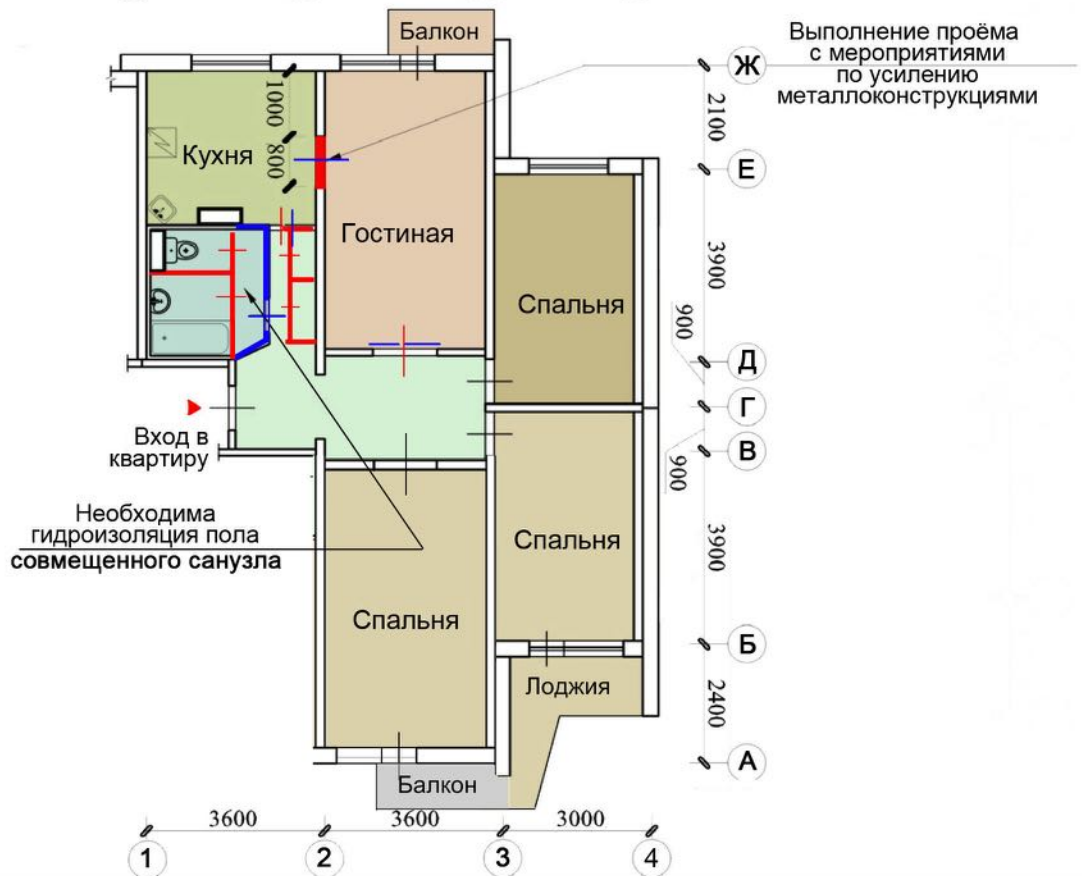 Балкон
Выполнение проёма
с мероприятиями
по усилению
металлоконструкциями
Ж
2100
1000
800
Кухня
Е
Гостиная
3900
Спальня
900
Д
Г
В
Вход в
квартиру
900
Необходима
гидроизоляция пола
совмещенного санузла
Спальня
3900
Спальня
Б
Лоджия
2400
А
Балкон
3600
3600
3000
1
2
3
4